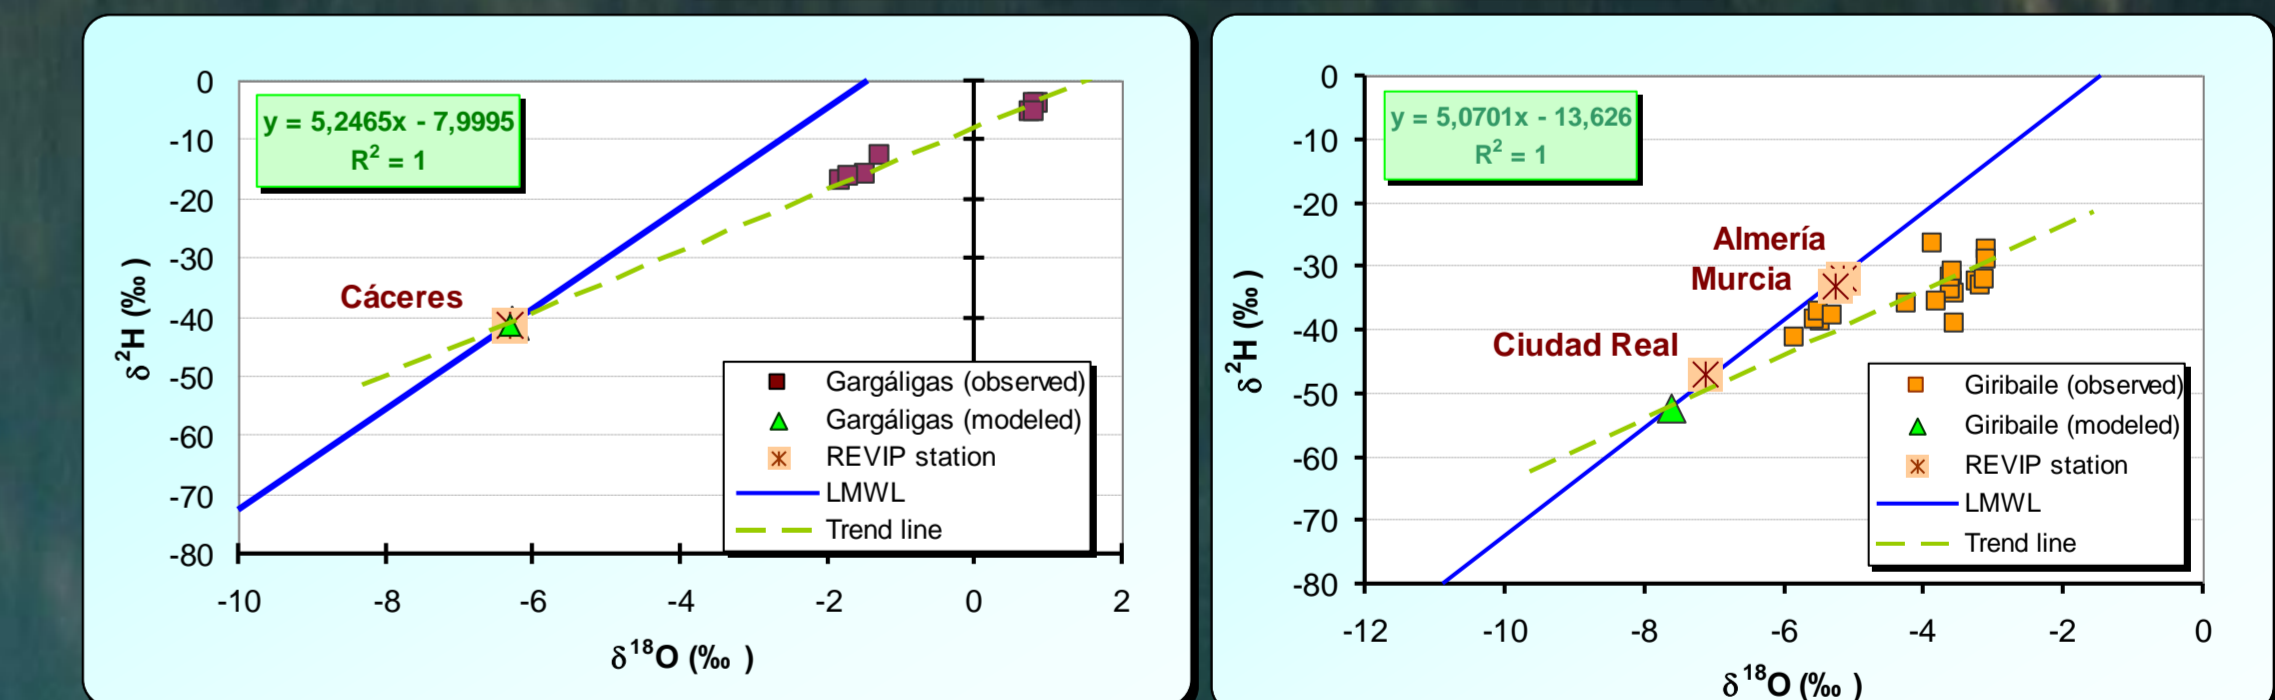 0
-10
-20
-30
-40
-50
-60
-70
-80
-10
-8
-6
-4
-2
0
2
δ²H (‰ )
δ¹⁸O (‰ )
y = 5,2465x - 7,9995
R² = 1
Cáceres
Gargáligas (observed)
Gargáligas (modeled)
REVIP station
LMWL
Trend line
0
-10
-20
-30
-40
-50
-60
-70
-80
-12
-10
-8
-6
-4
-2
0
δ²H (‰ )
δ¹⁸O (‰ )
y = 5,0701x - 13,626
R² = 1
Almería
Murcia
Ciudad Real
Giribaile (observed)
Giribaile (modeled)
REVIP station
LMWL
Trend line